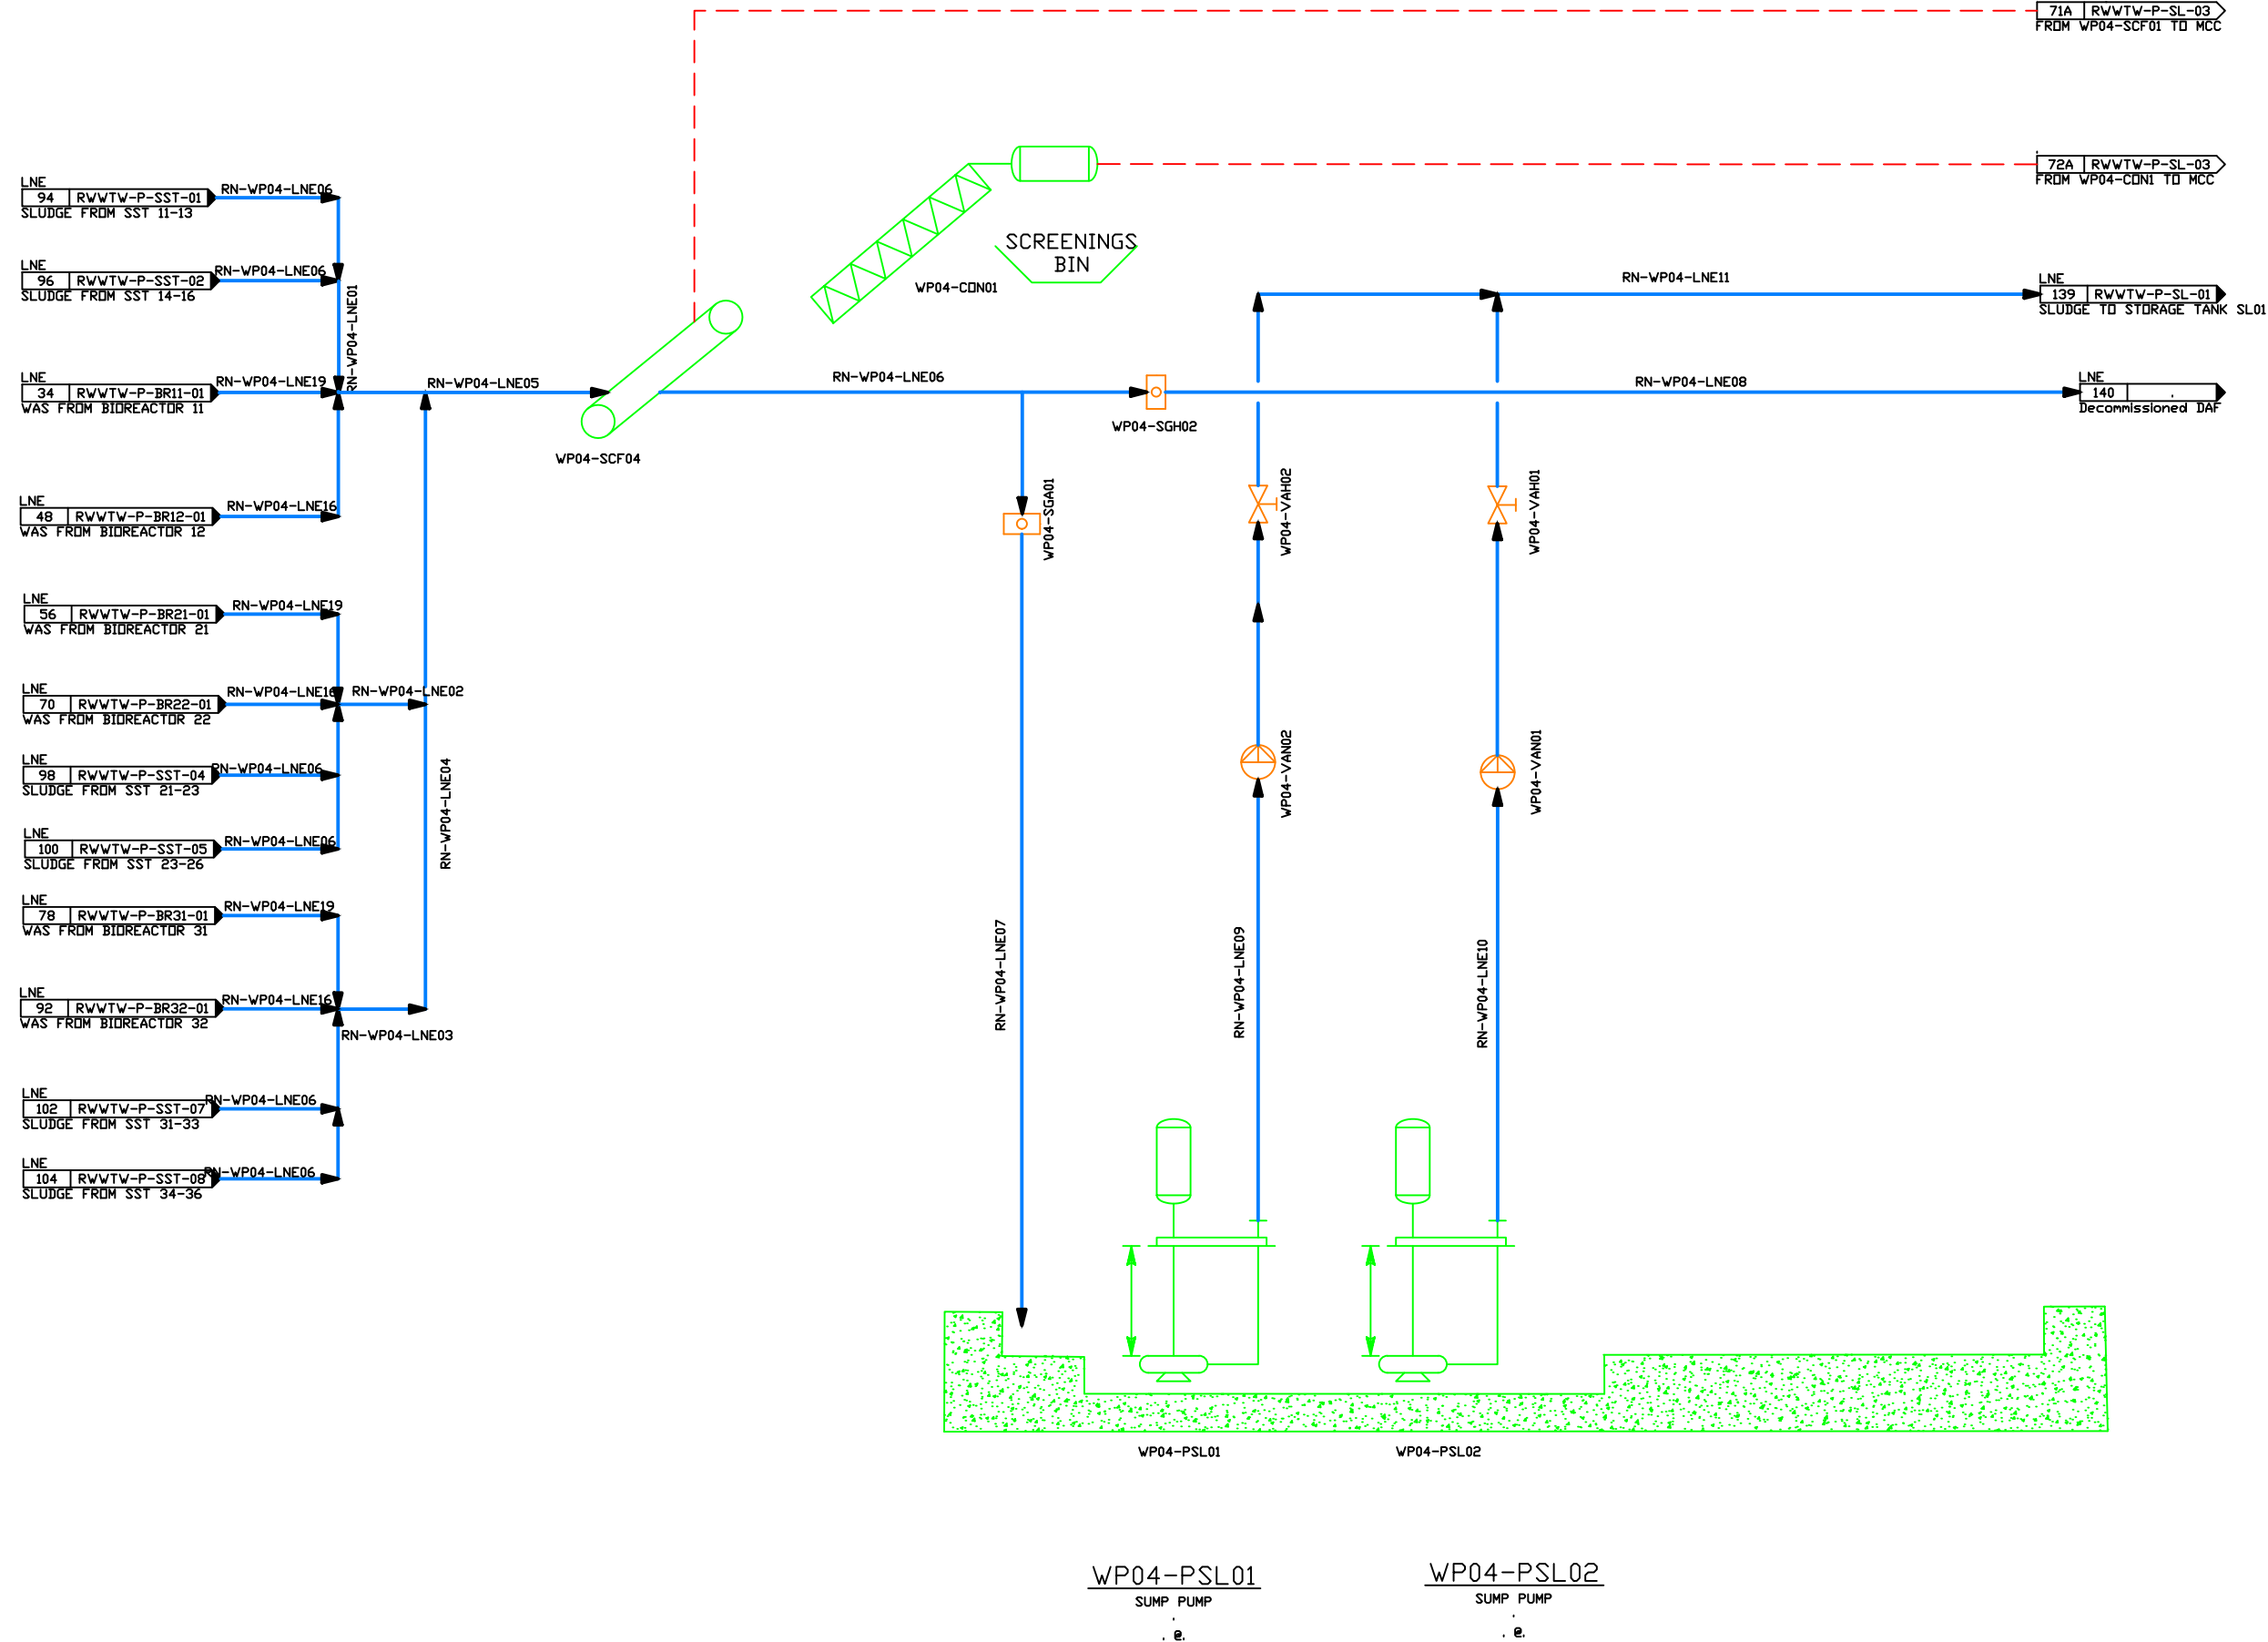 71A RWWTW-P-SL-03
FROM WP04-SCF01 TO MCC
72A RWWTW-P-SL-03
FROM WP04-CON1 TO MCC
LNE
94 RWWTW-P-SST-01
SLUDGE FROM SST 11-13
RN-WP04-LNE06
LNE
96 RWWTW-P-SST-02
SLUDGE FROM SST 14-16
RN-WP04-LNE06
RN-WP04-LNE01
LNE
34 RWWTW-P-BR11-01
WAS FROM BIOREACTOR 11
RN-WP04-LNE19
RN-WP04-LNE05
LNE
48 RWWTW-P-BR12-01
WAS FROM BIOREACTOR 12
RN-WP04-LNE16
LNE
56 RWWTW-P-BR21-01
WAS FROM BIOREACTOR 21
RN-WP04-LNE19
LNE
70 RWWTW-P-BR22-01
WAS FROM BIOREACTOR 22
RN-WP04-LNE16
RN-WP04-LNE02
LNE
98 RWWTW-P-SST-04
SLUDGE FROM SST 21-23
RN-WP04-LNE06
RN-WP04-LNE04
LNE
100 RWWTW-P-SST-05
SLUDGE FROM SST 23-26
RN-WP04-LNE06
LNE
78 RWWTW-P-BR31-01
WAS FROM BIOREACTOR 31
RN-WP04-LNE19
LNE
92 RWWTW-P-BR32-01
WAS FROM BIOREACTOR 32
RN-WP04-LNE16
RN-WP04-LNE03
LNE
102 RWWTW-P-SST-07
SLUDGE FROM SST 31-33
RN-WP04-LNE06
LNE
104 RWWTW-P-SST-08
SLUDGE FROM SST 34-36
RN-WP04-LNE06
WP04-SCF04
SCREENINGS
BIN
WP04-CON01
RN-WP04-LNE06
WP04-SGH02
WP04-SGA01
RN-WP04-LNE11
RN-WP04-LNE08
LNE
139 RWWTW-P-SL-01
SLUDGE TO STORAGE TANK SL01
LNE
140 .
Decommissioned DAF
WP04-VAH02
WP04-VAH01
WP04-VAN02
WP04-VAN01
RN-WP04-LNE07
RN-WP04-LNE09
RN-WP04-LNE10
WP04-PSL01
WP04-PSL02
WP04-PSL01
SUMP PUMP
.
. @.
WP04-PSL02
SUMP PUMP
.
. @.